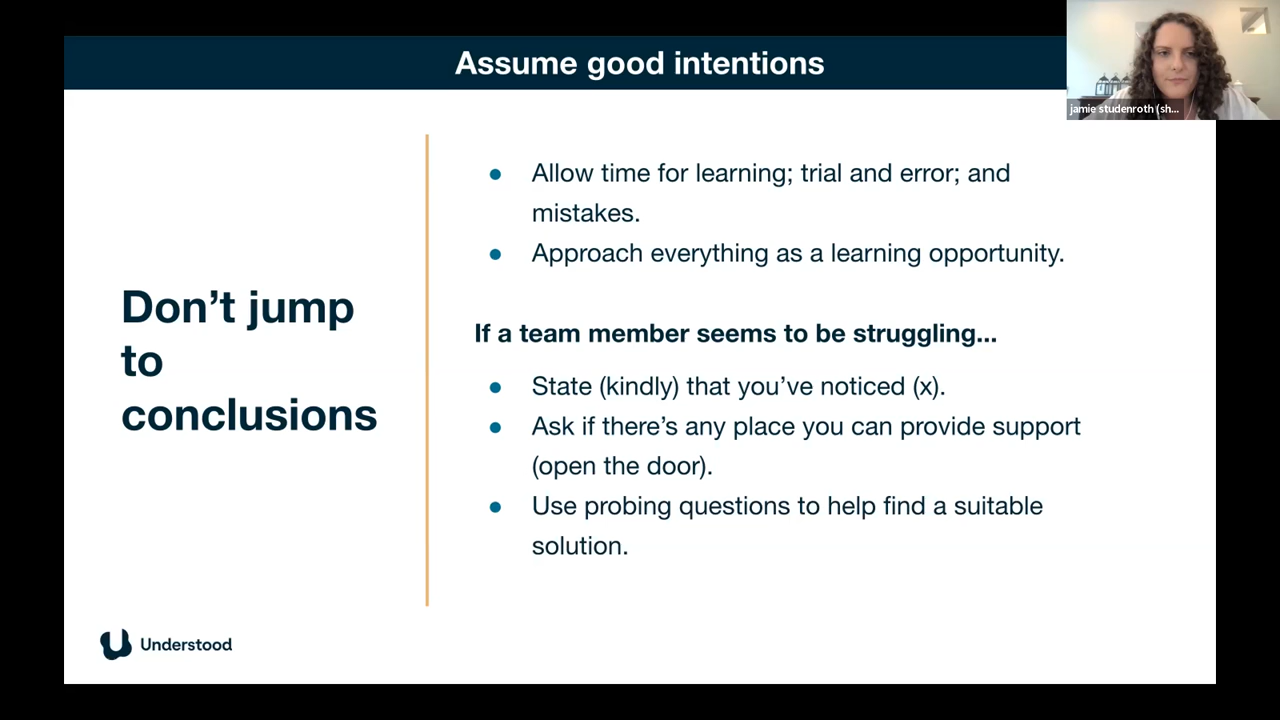 Assume good intentions
jamie studenroth (sh...
Don’t jump
to
conclusions
● Allow time for learning; trial and error; and
mistakes.
● Approach everything as a learning opportunity.
If a team member seems to be struggling...
● State (kindly) that you’ve noticed (x).
● Ask if there’s any place you can provide support
(open the door).
● Use probing questions to help find a suitable
solution.
Understood